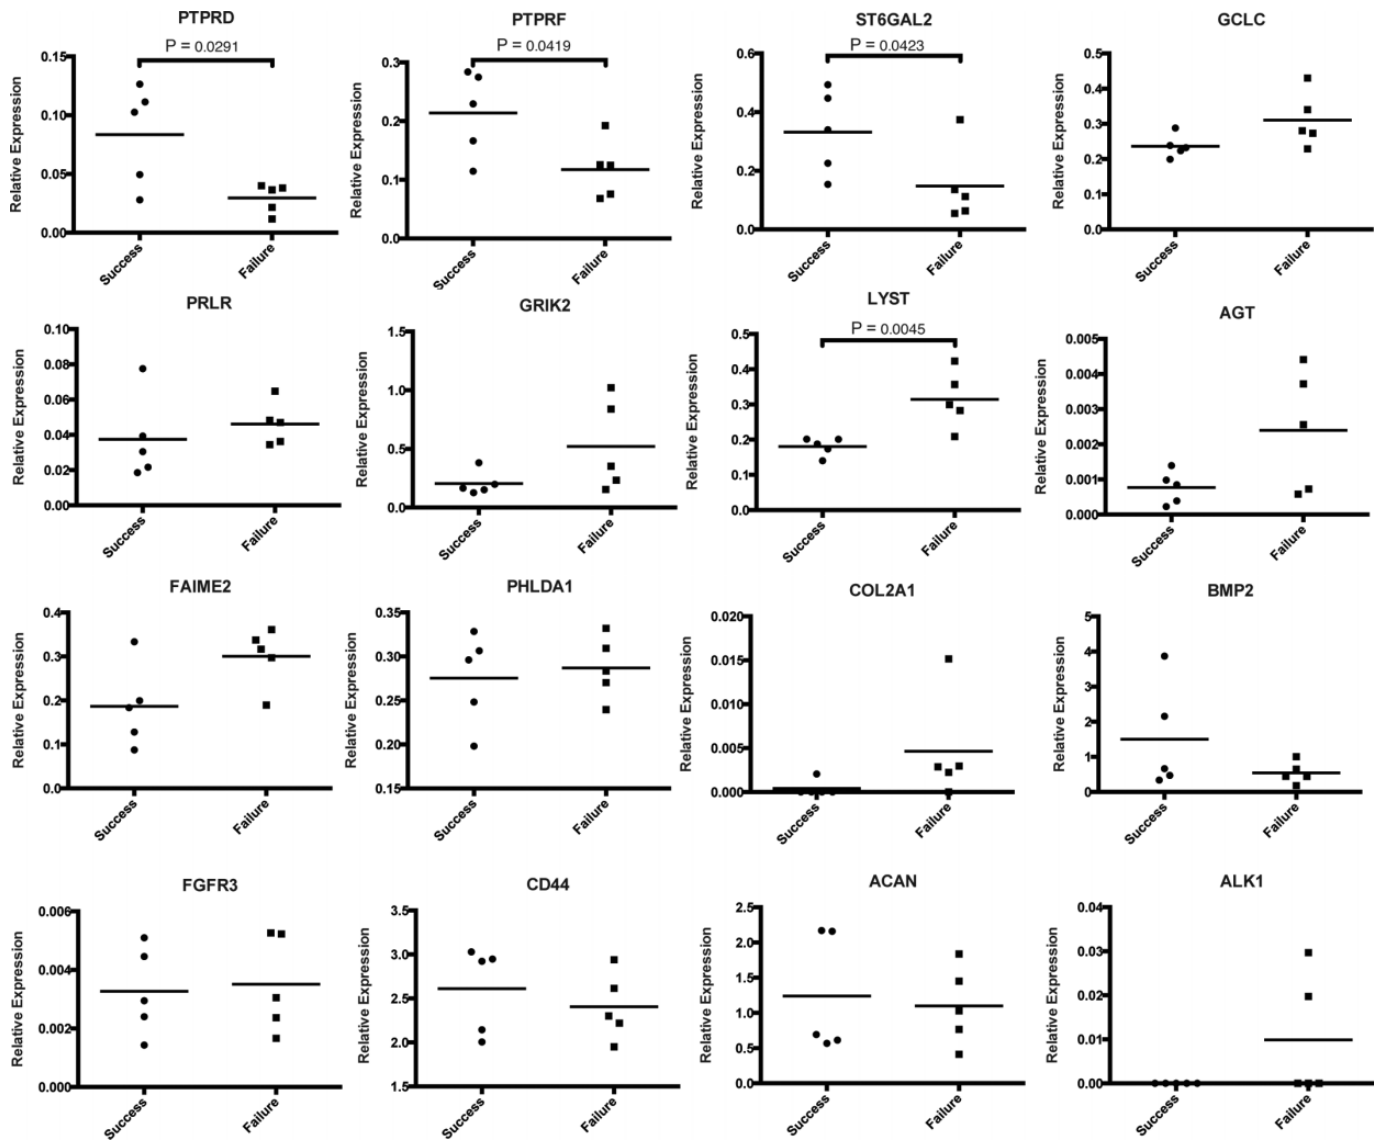 PTPRD
P = 0.0291
Relative Expression
0.15
0.10
0.05
0.00
Success
Failure
PTPRF
P = 0.0419
Relative Expression
0.3
0.2
0.1
0.0
Success
Failure
ST6GAL2
P = 0.0423
Relative Expression
0.6
0.4
0.2
0.0
Success
Failure
GCLC
Relative Expression
0.5
0.4
0.3
0.2
0.1
0.0
Success
Failure
PRLR
Relative Expression
0.10
0.08
0.06
0.04
0.02
0.00
Success
Failure
GRIK2
Relative Expression
1.5
1.0
0.5
0.0
Success
Failure
LYST
P = 0.0045
Relative Expression
0.5
0.4
0.3
0.2
0.1
0.0
Success
Failure
AGT
Relative Expression
0.005
0.004
0.003
0.002
0.001
0.000
Success
Failure
FAIME2
Relative Expression
0.4
0.3
0.2
0.1
0.0
Success
Failure
PHLDA1
Relative Expression
0.35
0.30
0.25
0.20
0.15
Success
Failure
COL2A1
Relative Expression
0.020
0.015
0.010
0.005
0.000
Success
Failure
BMP2
Relative Expression
5
4
3
2
1
0
Success
Failure
FGFR3
Relative Expression
0.006
0.004
0.002
0.000
Success
Failure
CD44
Relative Expression
3.5
3.0
2.5
2.0
1.5
Success
Failure
ACAN
Relative Expression
2.5
2.0
1.5
1.0
0.5
0.0
Success
Failure
ALK1
Relative Expression
0.04
0.03
0.02
0.01
0.00
Success
Failure